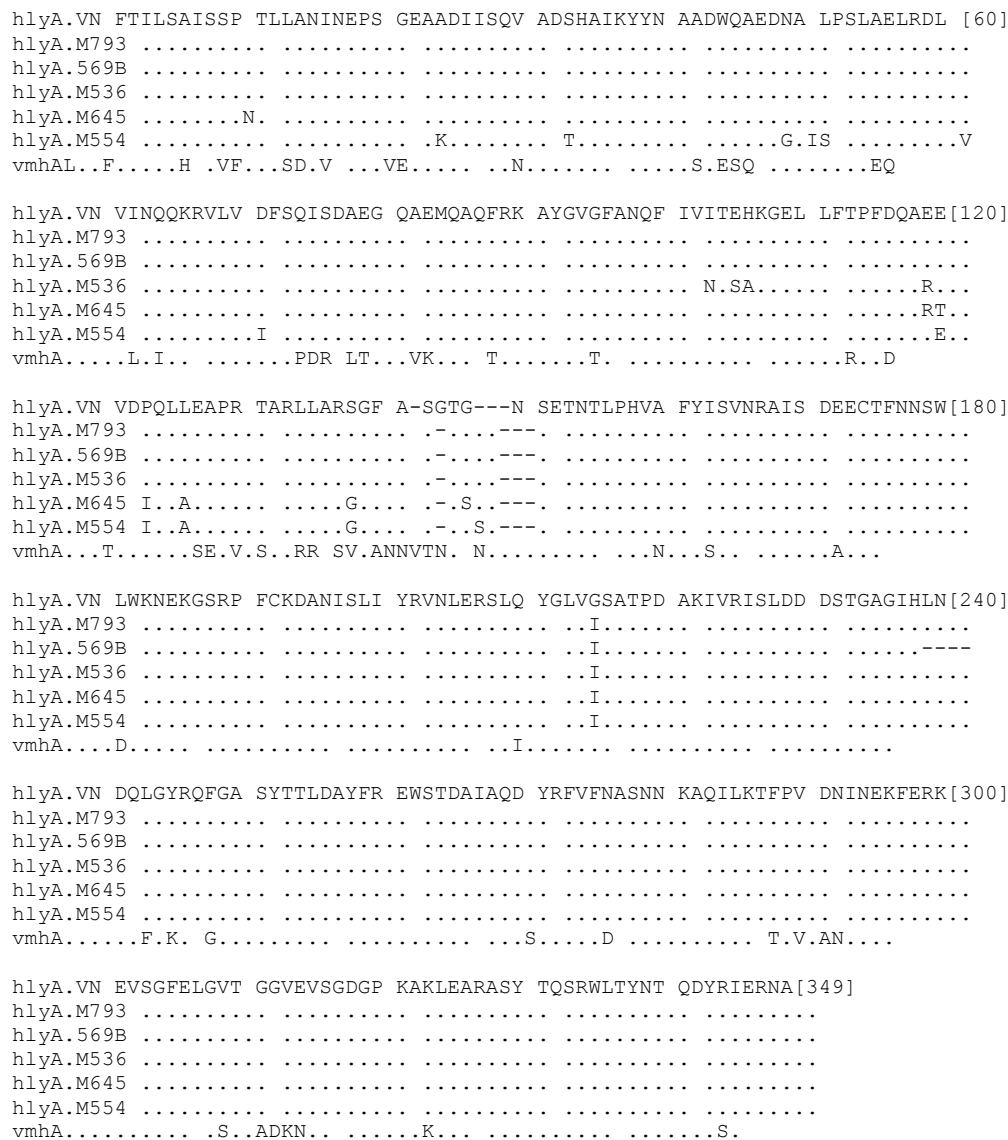 hlyA.VN FTILSAISSP TLLANINEPS GEAADIISQV ADSHAIKYYN AADWQAEDNA LPSLAELRDL [60]
hlyA.M793 .......... .......... .......... .......... .......... ..........
hlyA.569B .......... .......... .......... .......... .......... ..........
hlyA.M536 .......... .......... .......... .......... .......... ..........
hlyA.M645 ........N. .......... .......... .......... .......... ..........
hlyA.M554 .......... .......... .K........ T......... .......G.IS .........V
vmhAL..F.....H .VF...SD.V ...VE..... ..N....... .......S.ESQ ........EQ
hlyA.VN VINQQKRVLV DFSQISDAEG QAEMQAQFRK AYGVGFANQF IVITEHKGEL LFTPFDQAEE[120]
hlyA.M793 .......... .......... .......... .......... .......... ..........
hlyA.569B .......... .......... .......... .......... .......... ..........
hlyA.M536 .......... .......... .......... .......... N.SA...... ......R...
hlyA.M645 .......... .......... .......... .......... .......... ......RT..
hlyA.M554 .........I .......... .......... .......... .......... .......E..
vmhA.....L.I.. .......PDR LT...VK... T.......T. .......... ......R..D
hlyA.VN VDPQLLEAPR TARLLARSGF A-SGTG---N SETNTLPHVA FYISVNRAIS DEECTFNNSW[180]
hlyA.M793 .......... .......... .-....---. .......... .......... ..........
hlyA.569B .......... .......... .-....---. .......... .......... ..........
hlyA.M536 .......... .......... .-....---. .......... .......... ..........
hlyA.M645 I..A...... ......G... .-.S..---. .......... .......... ..........
hlyA.M554 I..A...... ......G... .-..S.---. .......... .......... ..........
vmhA...T......SE.V.S..RR SV.ANNVTN. N......... ...N...S.. .......A...
hlyA.VN LWKNEKGSRP FCKDANISLI YRVNLERSLQ YGLVGSATPD AKIVRISLDD DSTGAGIHLN[240]
hlyA.M793 .......... .......... .......... ..I....... .......... ..........
hlyA.569B .......... .......... .......... ..I....... .......... ......----
hlyA.M536 .......... .......... .......... ..I....... .......... ..........
hlyA.M645 .......... .......... .......... ..I....... .......... ..........
hlyA.M554 .......... .......... .......... ..I....... .......... ..........
vmhA....D..... .......... .......... ..I....... .......... ..........
hlyA.VN DQLGYRQFGA SYTTLDAYFR EWSTDAIAQD YRFVFNASNN KAQILKTFPV DNINEKFERK[300]
hlyA.M793 .......... .......... .......... .......... .......... ..........
hlyA.569B .......... .......... .......... .......... .......... ..........
hlyA.M536 .......... .......... .......... .......... .......... ..........
hlyA.M645 .......... .......... .......... .......... .......... ..........
hlyA.M554 .......... .......... .......... .......... .......... ..........
vmhA......F.K. G......... .......... ...S.....D .......... T.V.AN....
hlyA.VN EVSGFELGVT GGVEVSGDGP KAKLEARASY TQSRWLTYNT QDYRIERNA[349]
hlyA.M793 .......... .......... .......... .......... .........
hlyA.569B .......... .......... .......... .......... .........
hlyA.M536 .......... .......... .......... .......... .........
hlyA.M645 .......... .......... .......... .......... .........
hlyA.M554 .......... .......... .......... .......... .........
vmhA.......... .S..ADKN.. ......K... .......... .......S.